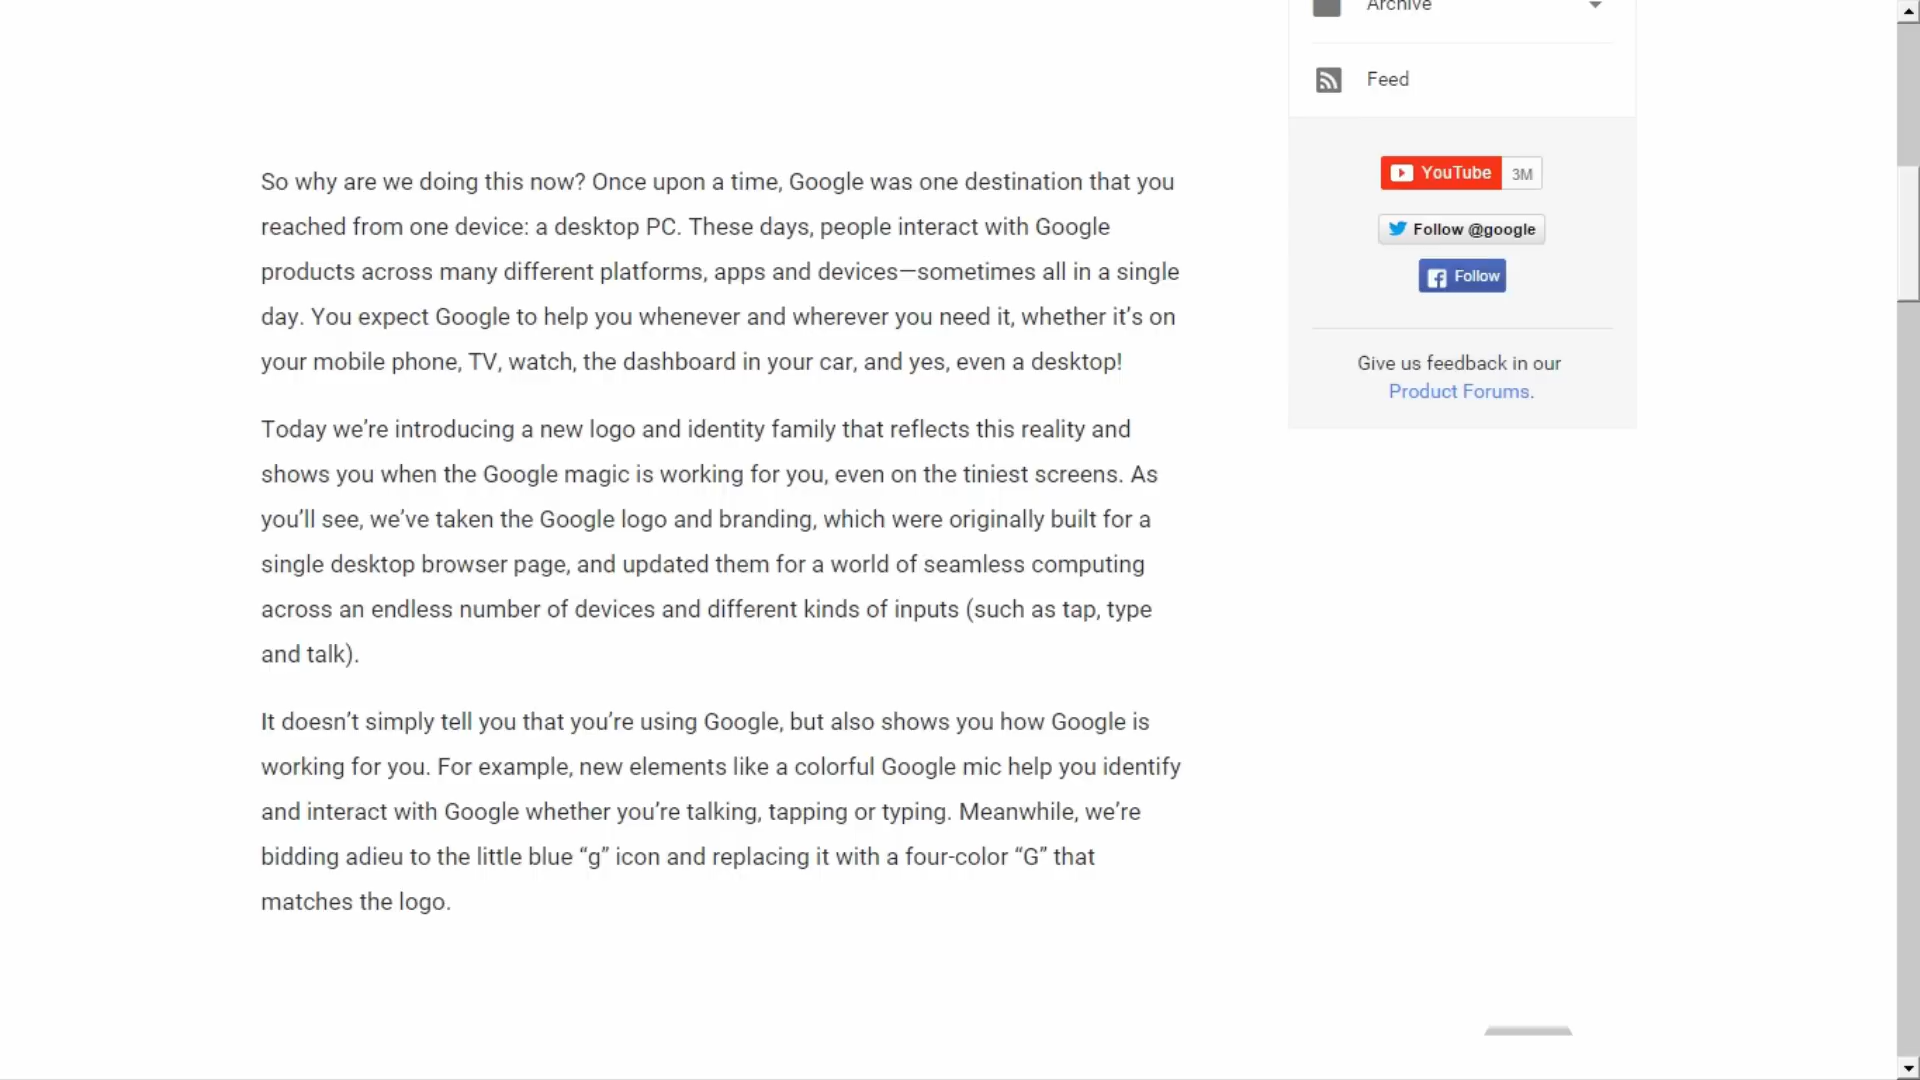 Archive
Feed
YouTube 3M
Follow @google
Follow
Give us feedback in our
Product Forums.
So why are we doing this now? Once upon a time, Google was one destination that you
reached from one device: a desktop PC. These days, people interact with Google
products across many different platforms, apps and devices—sometimes all in a single
day. You expect Google to help you whenever and wherever you need it, whether it’s on
your mobile phone, TV, watch, the dashboard in your car, and yes, even a desktop!
Today we’re introducing a new logo and identity family that reflects this reality and
shows you when the Google magic is working for you, even on the tiniest screens. As
you’ll see, we’ve taken the Google logo and branding, which were originally built for a
single desktop browser page, and updated them for a world of seamless computing
across an endless number of devices and different kinds of inputs (such as tap, type
and talk).
It doesn’t simply tell you that you’re using Google, but also shows you how Google is
working for you. For example, new elements like a colorful Google mic help you identify
and interact with Google whether you’re talking, tapping or typing. Meanwhile, we’re
bidding adieu to the little blue “g” icon and replacing it with a four-color “G” that
matches the logo.